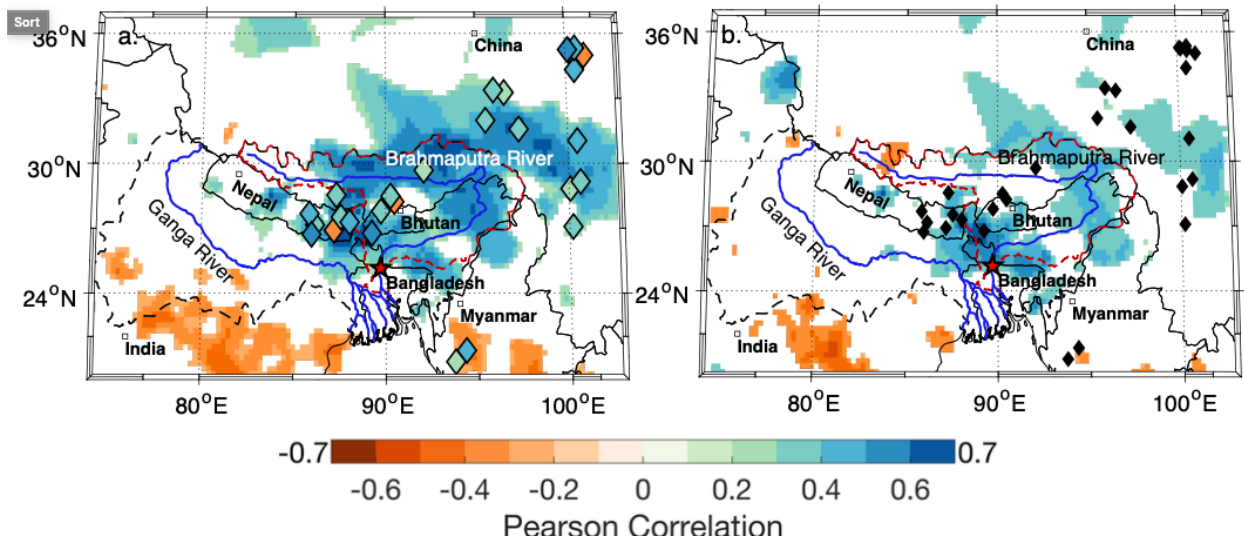 Sort
36°N
30°N
24°N
a.
China
Brahmaputra River
Nepal
Ganga River
Bhutan
Bangladesh
Myanmar
India
80°E 90°E 100°E
36°N
30°N
24°N
b.
China
Brahmaputra River
Nepal
Ganga River
Bhutan
Bangladesh
Myanmar
India
80°E 90°E 100°E
-0.7 0.7
-0.6 -0.4 -0.2 0 0.2 0.4 0.6
Pearson Correlation